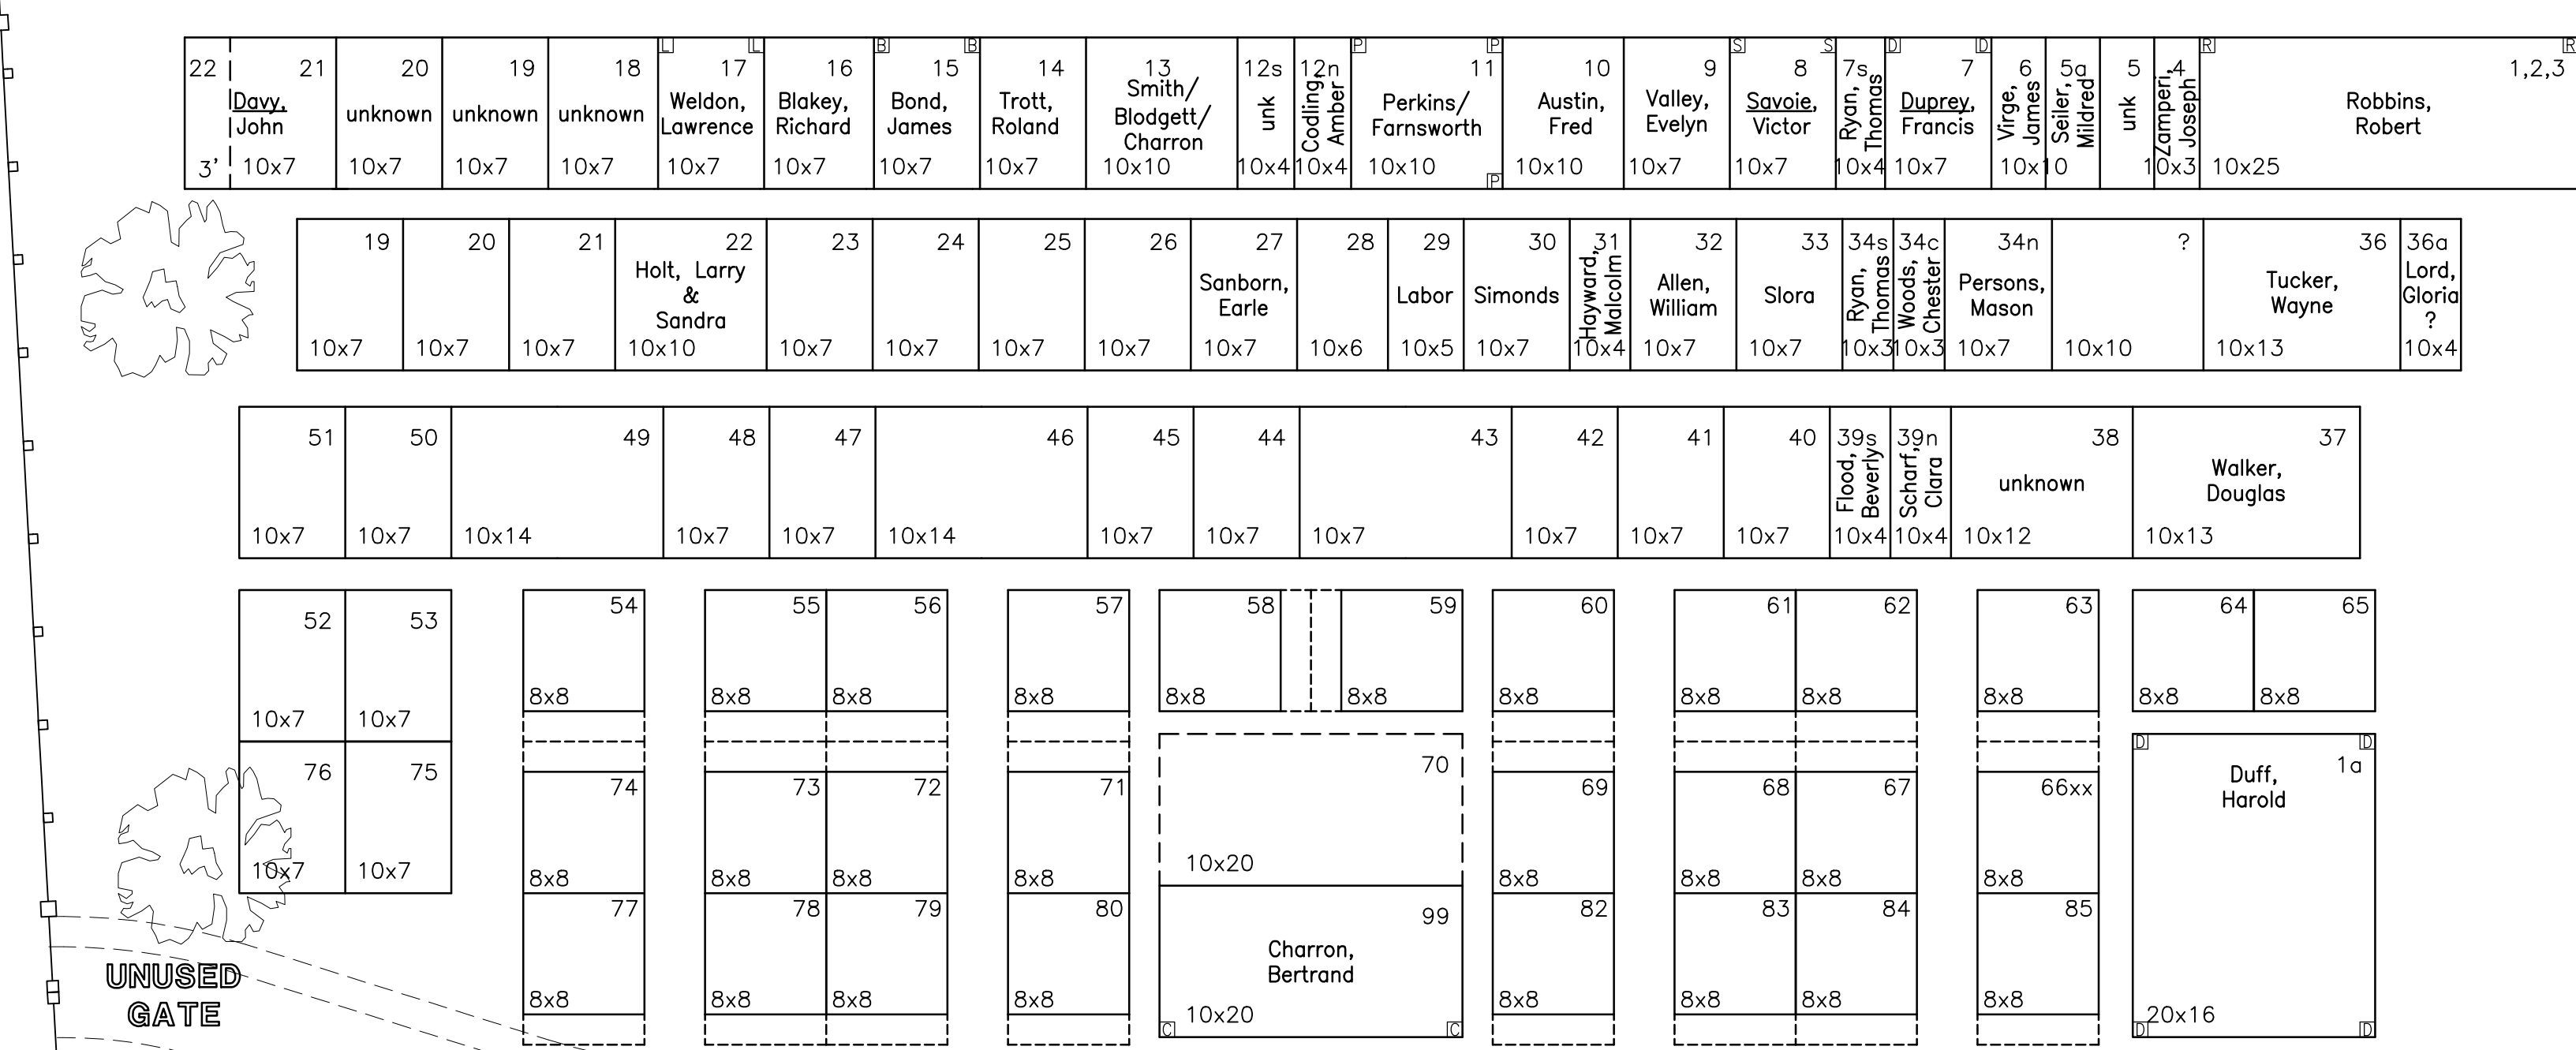 22 21 20 19 18 L L 17 16 B B 15 14 13 12s 12n P P 11 10 9 S S 8 7s D D 7 6 5a 5 4 R R 1,2,3
Davy,
John
unknown
unknown
unknown
Weldon,
Lawrence
Blakey,
Richard
Bond,
James
Trott,
Roland
Smith/
Blodgett/
Charron
unk
Codling,
Amber
Perkins/
Farnsworth
Austin,
Fred
Valley,
Evelyn
Savoie,
Victor
Ryan,
Thomas
Duprey,
Francis
Virge,
James
Seiler,
Mildred
unk
Zamperi,
Joseph
Robbins,
Robert
3' 10x7 10x7 10x7 10x7 10x7 10x7 10x7 10x7 10x10 10x4 10x4 10x10 P 10x10 10x7 10x7 10x4 10x7 10x10 10x3 10x25
19 20 21 22 23 24 25 26 27 28 29 30 31 32 33 34s 34c 34n ? 36 36a
Holt, Larry
&
Sandra
Sanborn,
Earle
Labor
Simonds
Hayward,
Malcolm
Allen,
William
Slora
Ryan,
Thomas
Woods,
Chester
Persons,
Mason
Tucker,
Wayne
Lord,
Gloria
?
10x7 10x7 10x7 10x10 10x7 10x7 10x7 10x7 10x7 10x6 10x5 10x7 10x4 10x7 10x7 10x3 10x3 10x7 10x10 10x13 10x4
51 50 49 48 47 46 45 44 43 42 41 40 39s 39n 38 37
Flood,
Beverly
Scharf,
Clara
unknown
Walker,
Douglas
10x7 10x7 10x14 10x7 10x7 10x14 10x7 10x7 10x7 10x7 10x7 10x7 10x4 10x4 10x12 10x13
52 53 54 55 56 57 58 59 60 61 62 63 64 65
10x7 10x7 8x8 8x8 8x8 8x8 8x8 8x8 8x8 8x8 8x8 8x8 8x8 8x8
76 75 74 73 72 71 70 69 68 67 66xx D D 1a
Duff,
Harold
10x7 10x7 8x8 8x8 8x8 8x8 10x20 8x8 8x8 8x8 8x8
77 78 79 80 99 82 83 84 85
Charron,
Bertrand
8x8 8x8 8x8 8x8 10x20 8x8 8x8 8x8 8x8 20x16
C C D D
UNUSED
GATE